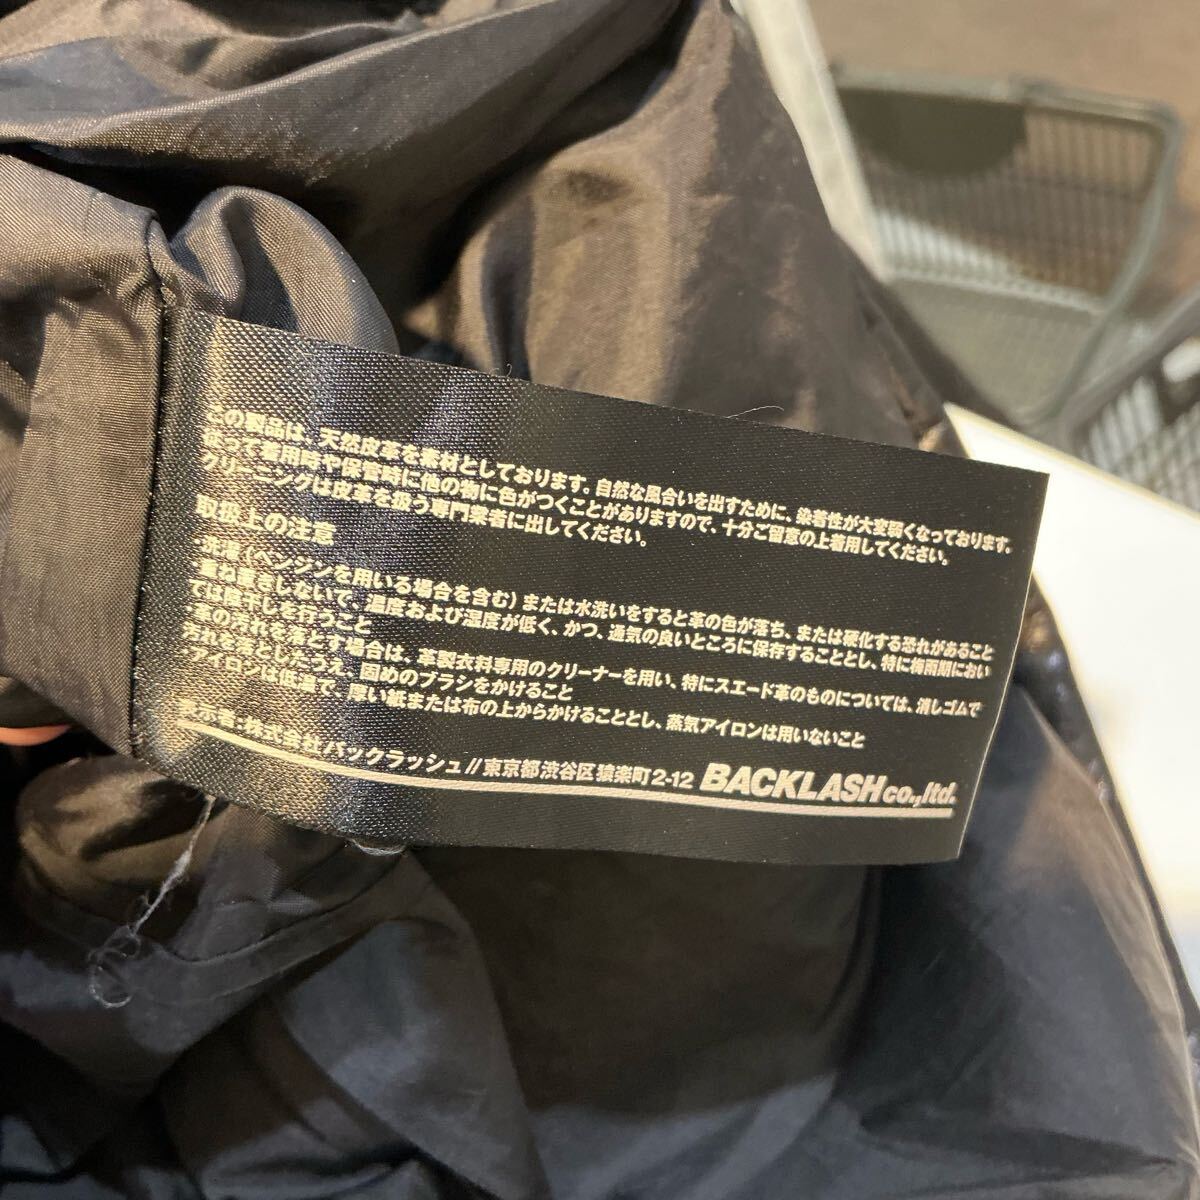 この製品は、天然皮革を素材としております。自然な風合いを出すために、染着性が大変弱くなっております。
従って着用時や保管時に他の物に色がつくことがありますので、十分ご留意の上着用してください。
クリーニングは皮革を扱う専門業者に出してください。
取扱上の注意
洗濯(ベンジンを用いる場合を含む)または水洗いをすると革の色が落ち、または硬化する恐れがあること
重ねおきしないで、温度および湿度が低く、かつ、通気の良いところに保存することとし、特に梅雨期におい
ては陰干しを行うこと
革の汚れを落とす場合は、革製衣料専用のクリーナーを用い、特にスエード革のものについては、消しゴムで
汚れを落としたうえ、固めのブラシをかけること
アイロンは低温で、厚い紙または布の上からかけることとし、蒸気アイロンは用いないこと
表示者:株式会社バックラッシュ//東京都渋谷区猿楽町2-12 BACKLASH co.,ltd.